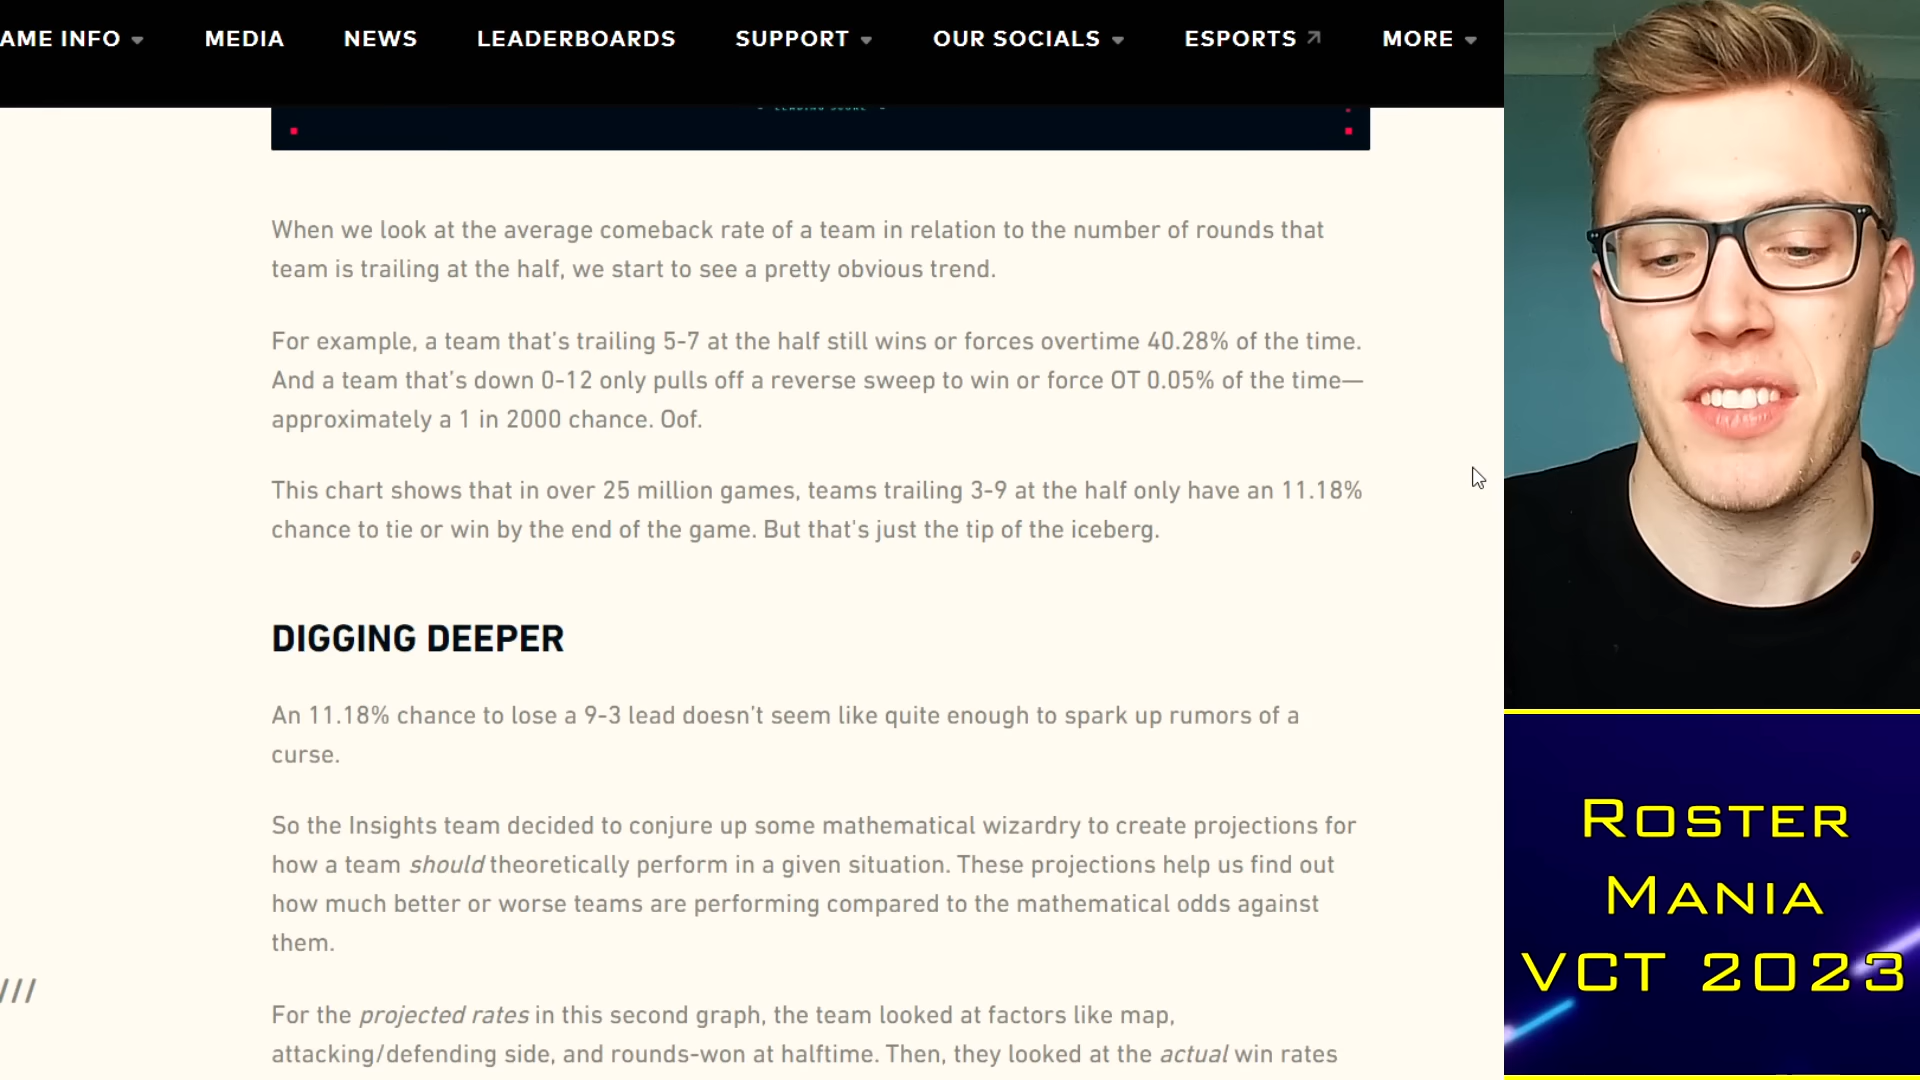 AME INFO MEDIA NEWS LEADERBOARDS SUPPORT OUR SOCIALS ESPORTS MORE
When we look at the average comeback rate of a team in relation to the number of rounds that
team is trailing at the half, we start to see a pretty obvious trend.
For example, a team that’s trailing 5-7 at the half still wins or forces overtime 40.28% of the time.
And a team that’s down 0-12 only pulls off a reverse sweep to win or force OT 0.05% of the time—
approximately a 1 in 2000 chance. Oof.
This chart shows that in over 25 million games, teams trailing 3-9 at the half only have an 11.18%
chance to tie or win by the end of the game. But that's just the tip of the iceberg.
DIGGING DEEPER
An 11.18% chance to lose a 9-3 lead doesn’t seem like quite enough to spark up rumors of a
curse.
So the Insights team decided to conjure up some mathematical wizardry to create projections for
how a team should theoretically perform in a given situation. These projections help us find out
how much better or worse teams are performing compared to the mathematical odds against
them.
For the projected rates in this second graph, the team looked at factors like map,
attacking/defending side, and rounds-won at halftime. Then, they looked at the actual win rates
///
ROSTER
MANIA
VCT 2023